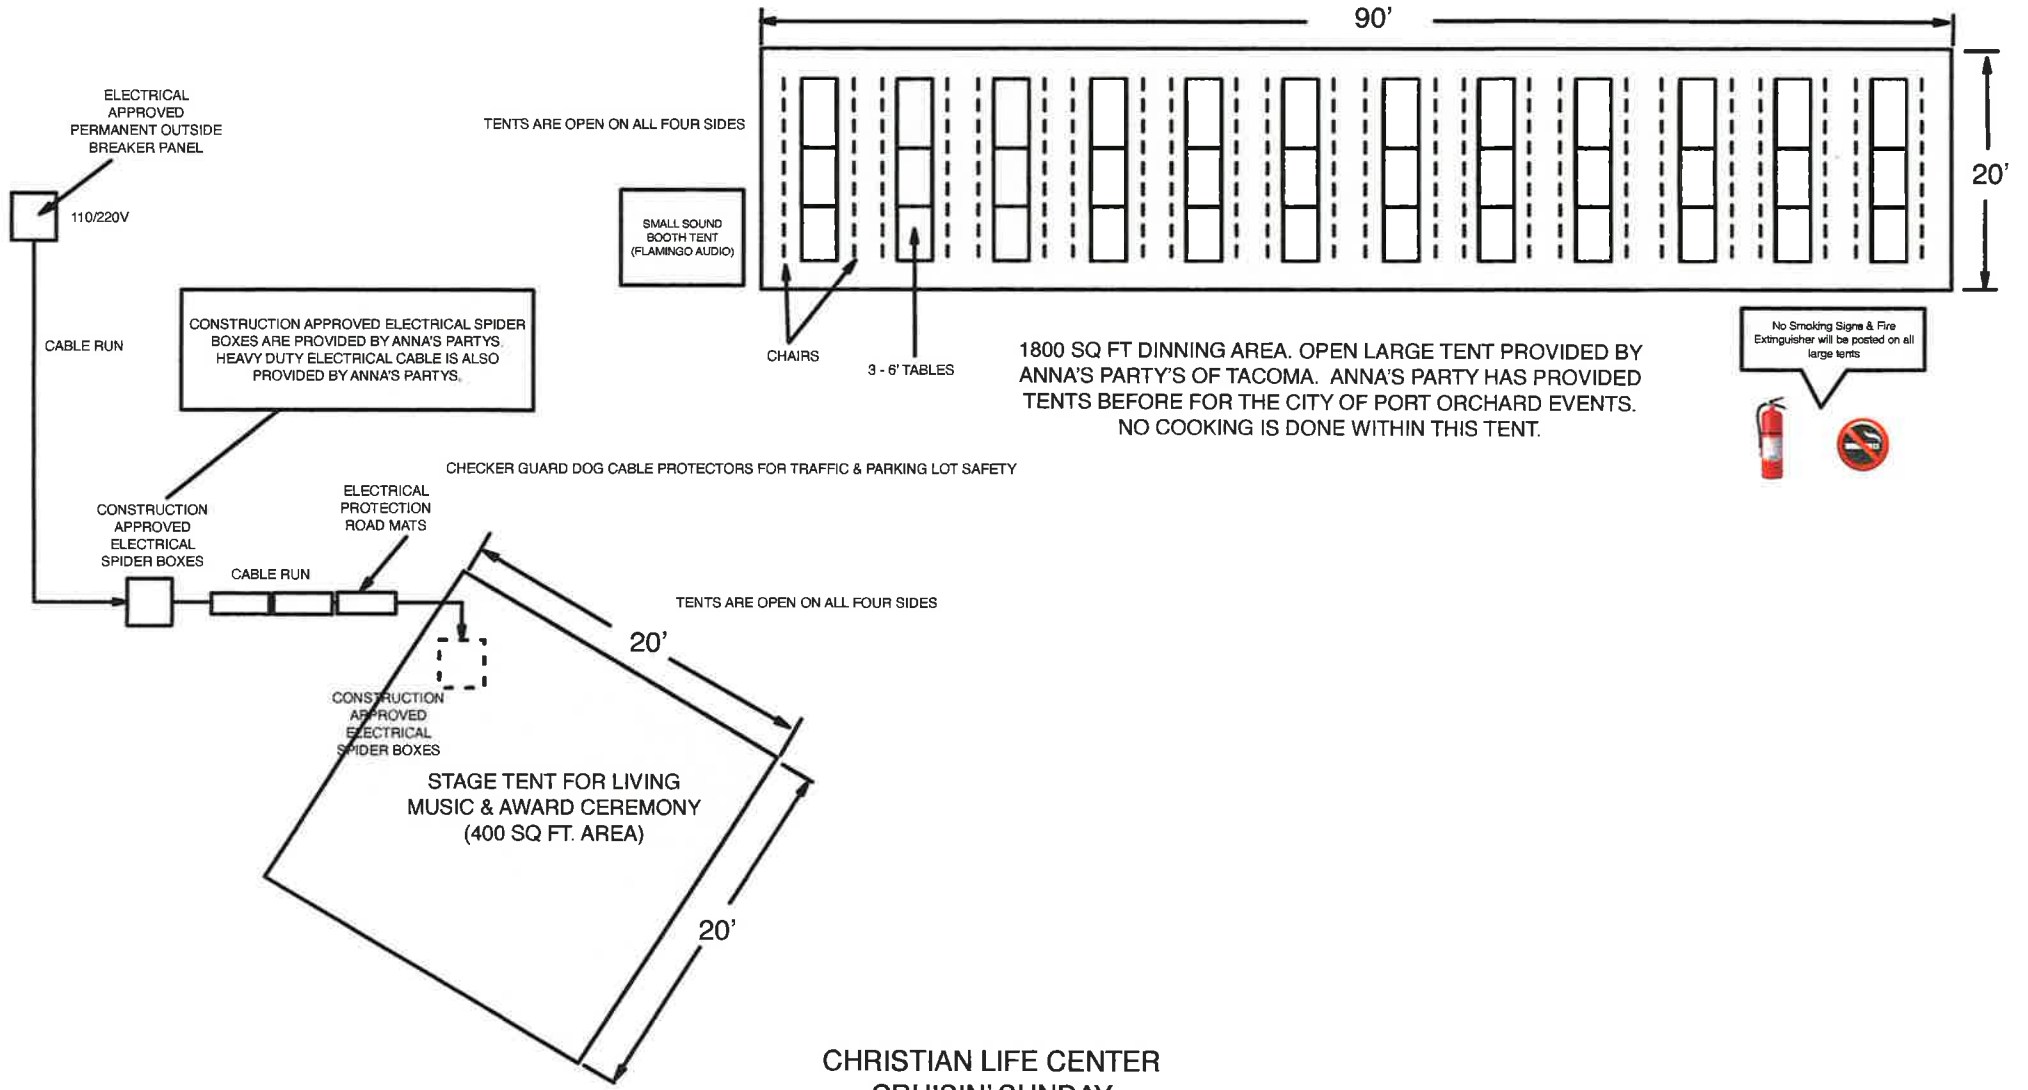 90'
ELECTRICAL
APPROVED
PERMANENT OUTSIDE
BREAKER PANEL
TENTS ARE OPEN ON ALL FOUR SIDES
20'
110/220V
SMALL SOUND
BOOTH TENT
(FLAMINGO AUDIO)
CONSTRUCTION APPROVED ELECTRICAL SPIDER
BOXES ARE PROVIDED BY ANNA'S PARTYS.
HEAVY DUTY ELECTRICAL CABLE IS ALSO
PROVIDED BY ANNA'S PARTYS.
CABLE RUN
CHAIRS
3 - 6' TABLES
1800 SQ FT DINNING AREA. OPEN LARGE TENT PROVIDED BY
ANNA'S PARTY'S OF TACOMA. ANNA'S PARTY HAS PROVIDED
TENTS BEFORE FOR THE CITY OF PORT ORCHARD EVENTS.
NO COOKING IS DONE WITHIN THIS TENT.
No Smoking Signs & Fire
Extinguisher will be posted on all
large tents
CHECKER GUARD DOG CABLE PROTECTORS FOR TRAFFIC & PARKING LOT SAFETY
ELECTRICAL
PROTECTION
ROAD MATS
CONSTRUCTION
APPROVED
ELECTRICAL
SPIDER BOXES
CABLE RUN
TENTS ARE OPEN ON ALL FOUR SIDES
20'
CONSTRUCTION
APPROVED
ELECTRICAL
SPIDER BOXES
STAGE TENT FOR LIVING
MUSIC & AWARD CEREMONY
(400 SQ FT. AREA)
20'
CHRISTIAN LIFE CENTER
CRUISIN' SUNDAY